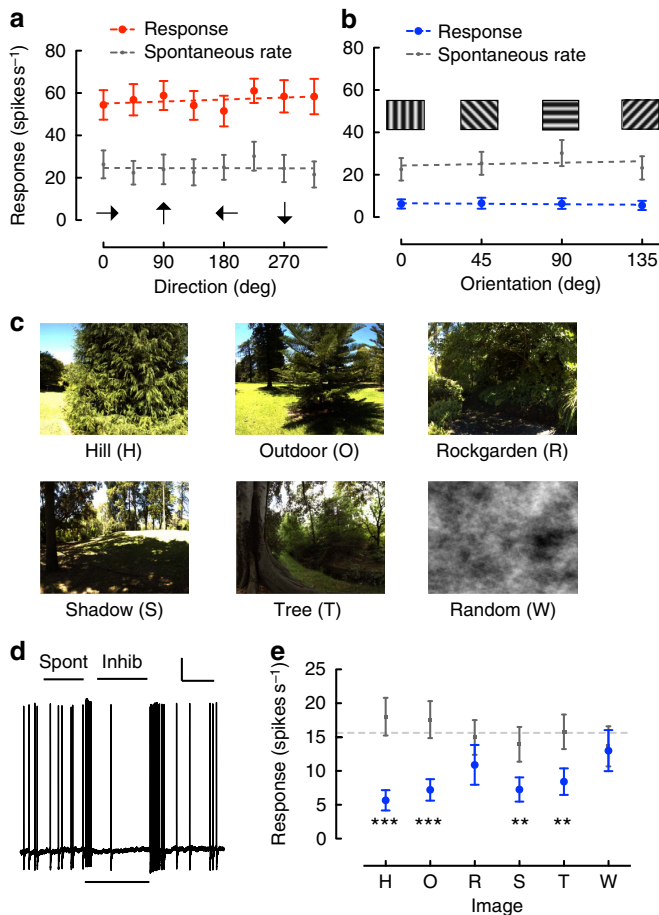 a
Response
Spontaneous rate
Response (spikes s⁻¹)
80
60
40
20
0
0 90 180 270
Direction (deg)
b
Response
Spontaneous rate
80
60
40
20
0
0 45 90 135
Orientation (deg)
c
Hill (H)
Outdoor (O)
Rockgarden (R)
Shadow (S)
Tree (T)
Random (W)
d
Spont Inhib
e
Response (spikes s⁻¹)
25
20
15
10
5
0
*** *** ** **
H O R S T W
Image